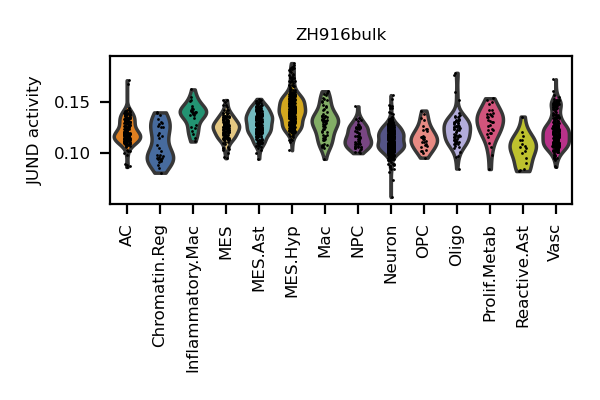 ZH916bulk
JUND activity
0.15
0.10
AC
Chromatin.Reg
Inflammatory.Mac
MES
MES.Ast
MES.Hyp
Mac
NPC
Neuron
OPC
Oligo
Prolif.Metab
Reactive.Ast
Vasc